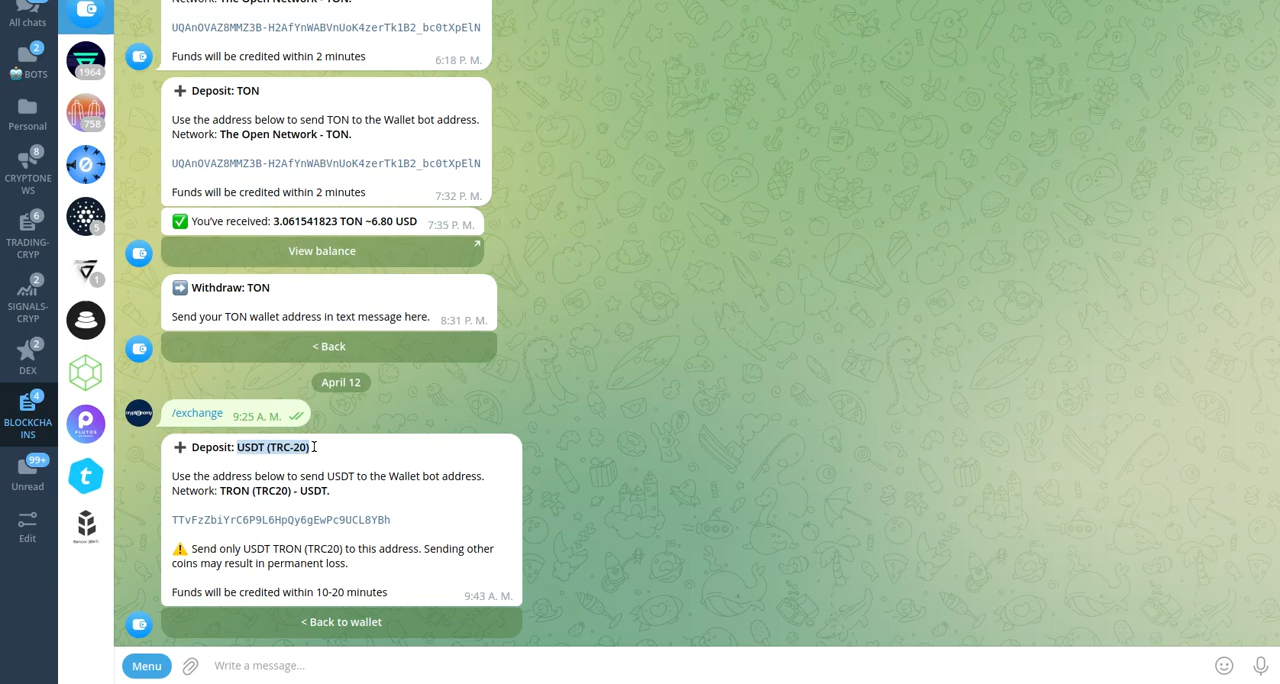 All chats
2
BOTS
Personal
8
CRYPTONE
WS
6
TRADING-
CRYP
2
SIGNALS-
CRYP
2
DEX
4
BLOCKCHA
INS
99+
Unread
Edit
1964
758
5
1
PLUTOS
Network: The Open Network - TON.
UQAnOVAZ8MMZ3B-H2AfYnWABVnUoK4zerTk1B2_bc0tXpElN
Funds will be credited within 2 minutes
6:18 P. M.
Deposit: TON
Use the address below to send TON to the Wallet bot address.
Network: The Open Network - TON.
UQAnOVAZ8MMZ3B-H2AfYnWABVnUoK4zerTk1B2_bc0tXpElN
Funds will be credited within 2 minutes
7:32 P. M.
You've received: 3.061541823 TON ~6.80 USD
7:35 P. M.
View balance
Withdraw: TON
Send your TON wallet address in text message here.
8:31 P. M.
< Back
April 12
/exchange
9:25 A. M.
Deposit: USDT (TRC-20)
Use the address below to send USDT to the Wallet bot address.
Network: TRON (TRC20) - USDT.
TTvFzZbiYrC6P9L6HpQy6gEwPc9UCL8YBh
Send only USDT TRON (TRC20) to this address. Sending other
coins may result in permanent loss.
Funds will be credited within 10-20 minutes
9:43 A. M.
< Back to wallet
Menu
Write a message...